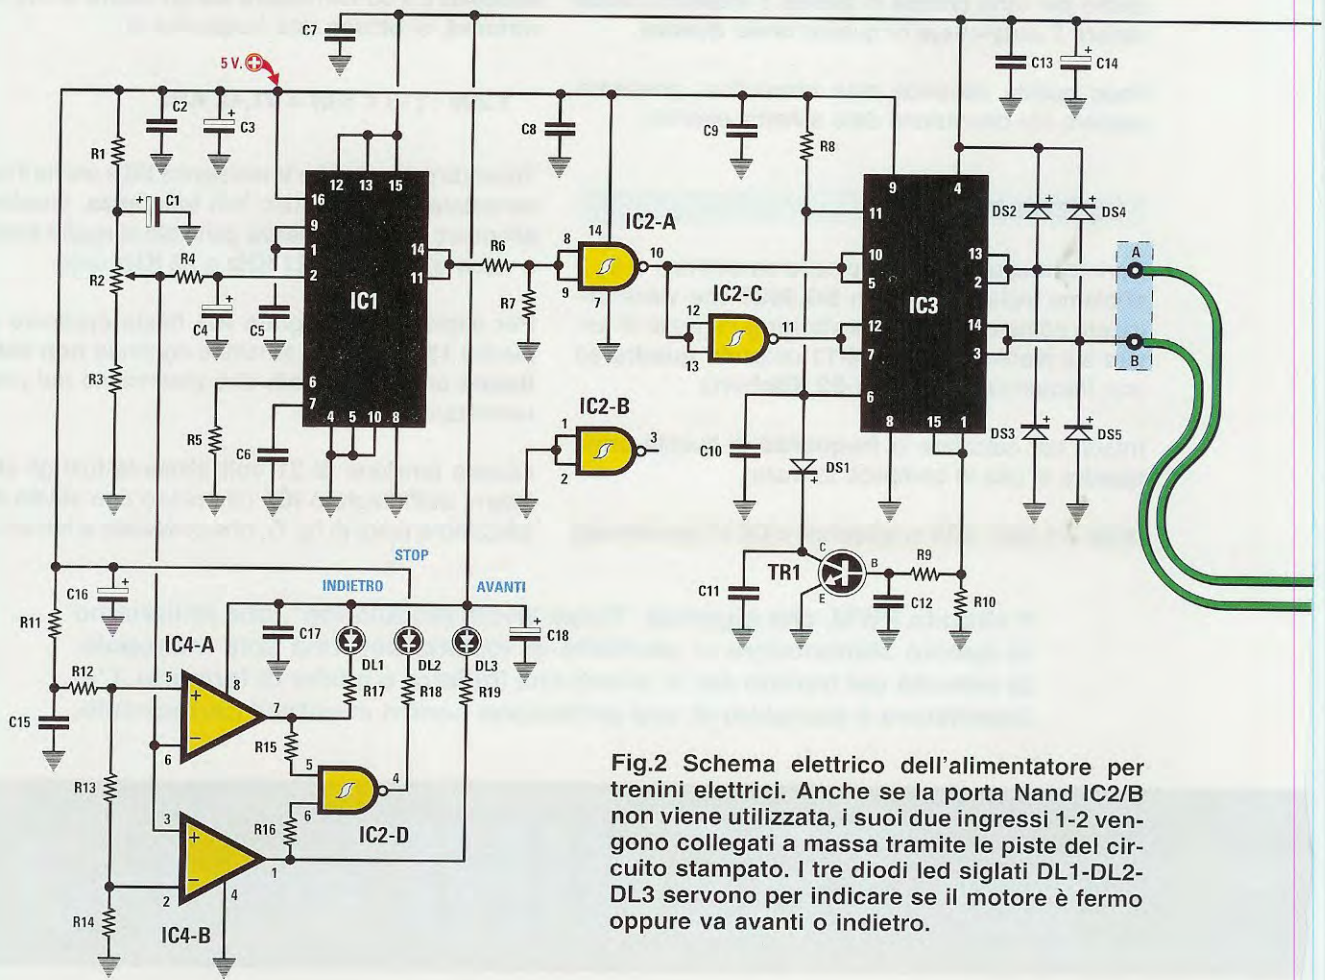 C7
C13
C14
5 V.
C2
C3
R1
C8
C9
R8
12
13
15
16
9
1
2
14
11
IC1
6
7
4
5
10
8
C1
R2
R4
C4
C5
R3
R5
C6
R6
R7
IC2-A
14
8
9
10
7
IC2-C
12
13
11
IC2-B
1
2
3
9
4
11
10
5
12
7
6
13
2
14
3
IC3
8
15
1
DS2
DS4
A
B
DS3
DS5
C10
DS1
C11
TR1
C
B
E
R9
C12
R10
STOP
INDIETRO
AVANTI
C16
R11
C17
C18
IC4-A
DL1
DL2
DL3
R12
5
8
R17
R18
R19
C15
7
6
R15
5
4
R13
3
6
R16
IC2-D
1
2
4
R14
IC4-B
Fig.2 Schema elettrico dell'alimentatore per
trenini elettrici. Anche se la porta Nand IC2/B
non viene utilizzata, i suoi due ingressi 1-2 ven-
gono collegati a massa tramite le piste del cir-
cuito stampato. I tre diodi led siglati DL1-DL2-
DL3 servono per indicare se il motore è fermo
oppure va avanti o indietro.